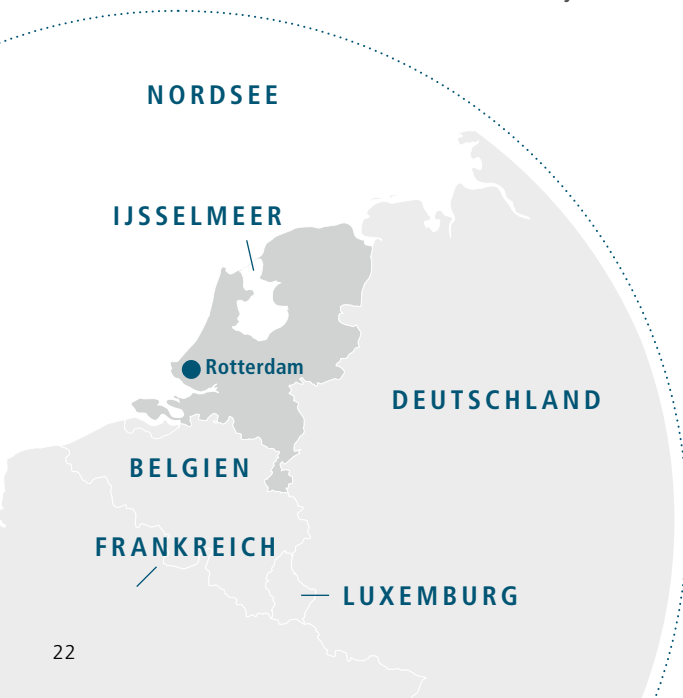 NORDSEE
IJSSELMEER
Rotterdam
DEUTSCHLAND
BELGIEN
FRANKREICH
LUXEMBURG
22